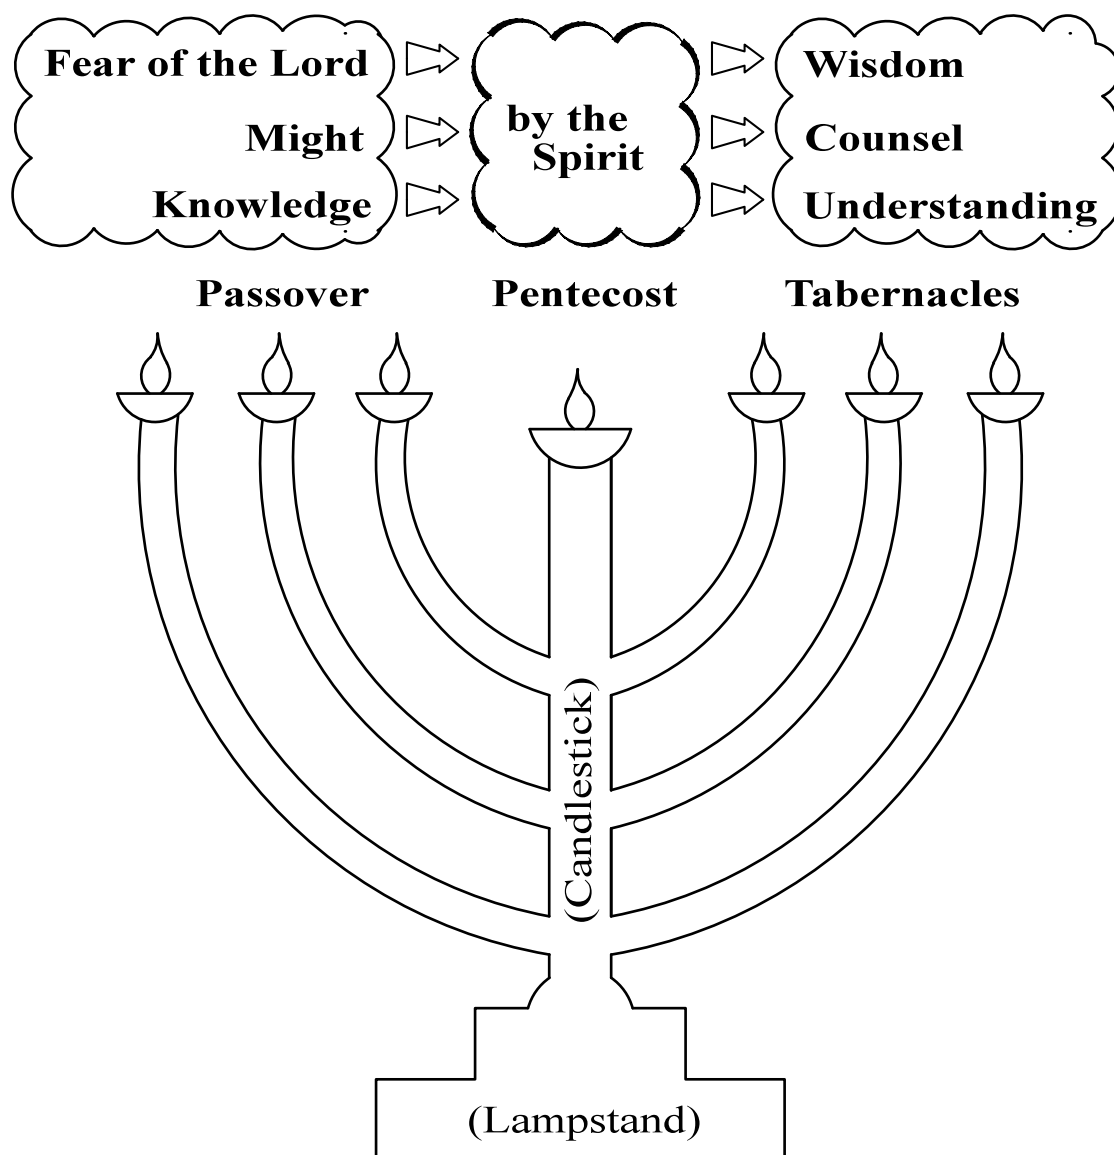 Fear of the Lord
Might
Knowledge
by the
Spirit
Wisdom
Counsel
Understanding
Passover
Pentecost
Tabernacles
(Candlestick)
(Lampstand)